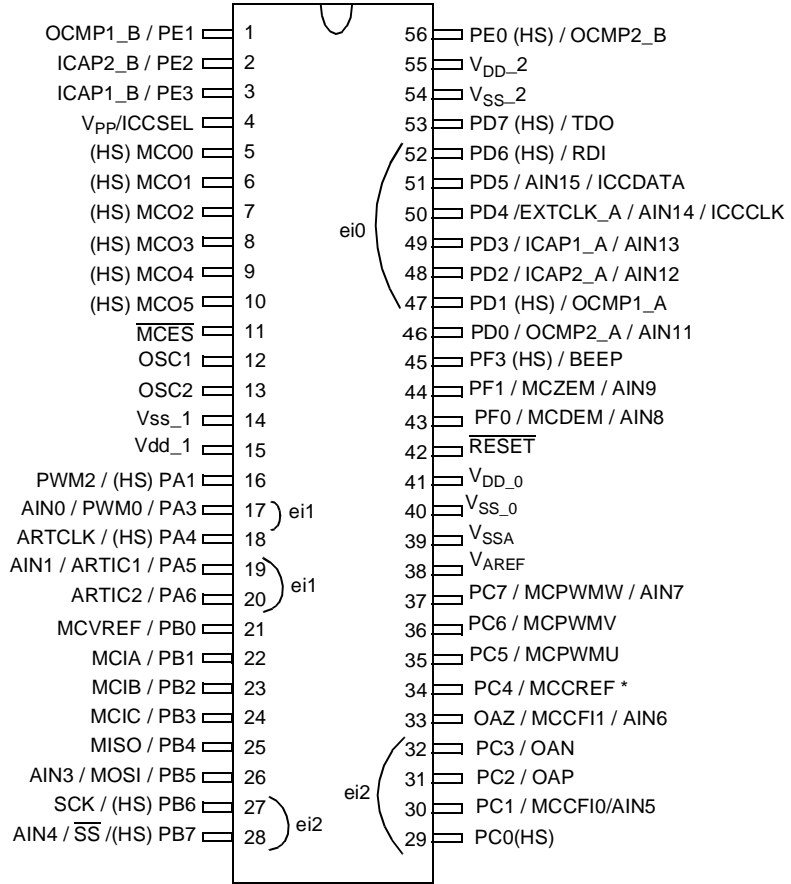 OCMP1_B / PE1 1
ICAP2_B / PE2 2
ICAP1_B / PE3 3
VPP/ICCSEL 4
(HS) MCO0 5
(HS) MCO1 6
(HS) MCO2 7
(HS) MCO3 8
(HS) MCO4 9
(HS) MCO5 10
MCES 11
OSC1 12
OSC2 13
Vss_1 14
Vdd_1 15
PWM2 / (HS) PA1 16
AIN0 / PWM0 / PA3 17
ARTCLK / (HS) PA4 18
ei1
AIN1 / ARTIC1 / PA5 19
ARTIC2 / PA6 20
ei1
MCVREF / PB0 21
MCIA / PB1 22
MCIB / PB2 23
MCIC / PB3 24
MISO / PB4 25
AIN3 / MOSI / PB5 26
SCK / (HS) PB6 27
AIN4 / SS /(HS) PB7 28
ei2
56 PE0 (HS) / OCMP2_B
55 VDD_2
54 VSS_2
53 PD7 (HS) / TDO
52 PD6 (HS) / RDI
51 PD5 / AIN15 / ICCDATA
50 PD4 /EXTCLK_A / AIN14 / ICCCLK
ei0
49 PD3 / ICAP1_A / AIN13
48 PD2 / ICAP2_A / AIN12
47 PD1 (HS) / OCMP1_A
46 PD0 / OCMP2_A / AIN11
45 PF3 (HS) / BEEP
44 PF1 / MCZEM / AIN9
43 PF0 / MCDEM / AIN8
42 RESET
41 VDD_0
40 VSS_0
39 VSSA
38 VAREF
37 PC7 / MCPWMW / AIN7
36 PC6 / MCPWMV
35 PC5 / MCPWMU
34 PC4 / MCCREF *
33 OAZ / MCCFI1 / AIN6
32 PC3 / OAN
31 PC2 / OAP
ei2
30 PC1 / MCCFI0/AIN5
29 PC0(HS)